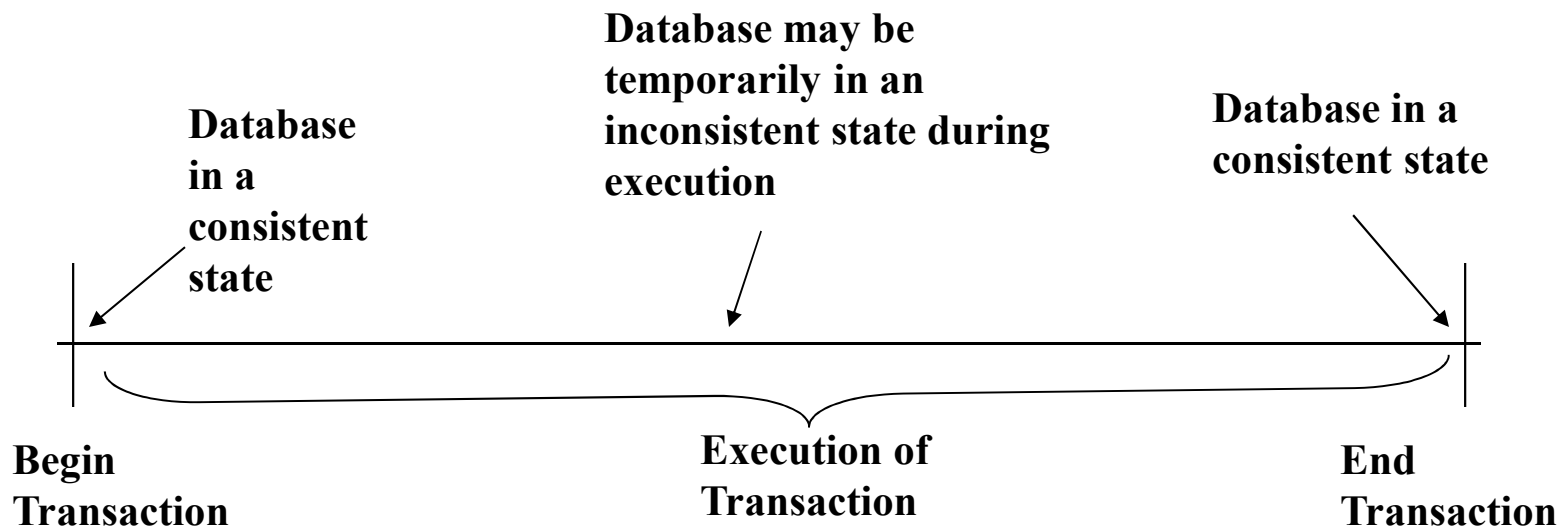 Database
in a
consistent
state
Database may be
temporarily in an
inconsistent state during
execution
Database in a
consistent state
Begin
Transaction
Execution of
Transaction
End
Transaction